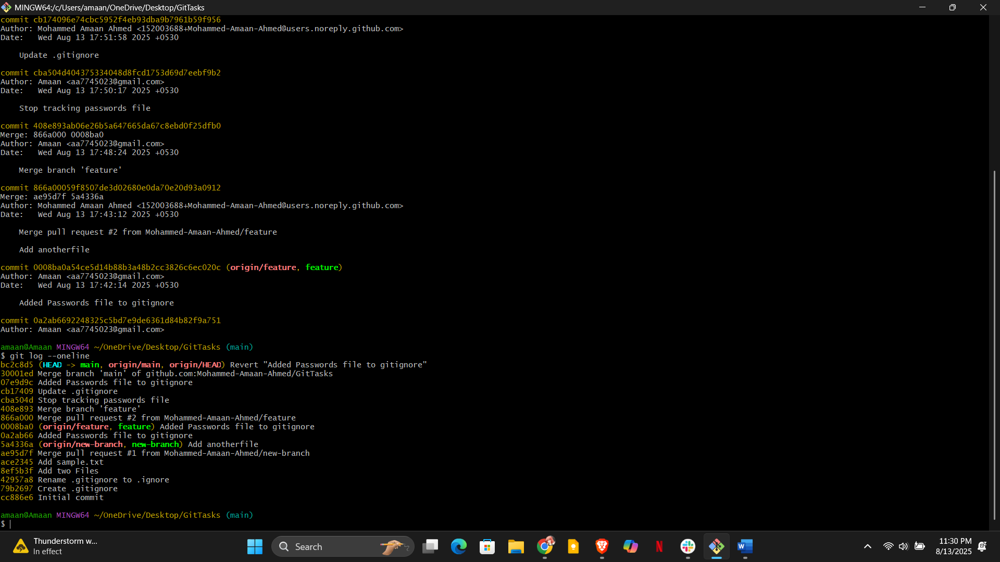 MINGW64:/c/Users/amaan/OneDrive/Desktop/GitTasks
commit cb174096e74cbc5952f4eb93dba9b7961b59f956
Author: Mohammed Amaan Ahmed <152003688+Mohammed-Amaan-Ahmed@users.noreply.github.com>
Date:   Wed Aug 13 17:51:58 2025 +0530
    Update .gitignore
commit cba504d404375334048d8fcd1753d69d7eebf9b2
Author: Amaan <aa7745023@gmail.com>
Date:   Wed Aug 13 17:50:17 2025 +0530
    Stop tracking passwords file
commit 408e893ab06e26b5a647665da67c8ebd0f25dfb0
Merge: 866a000 0008ba0
Author: Amaan <aa7745023@gmail.com>
Date:   Wed Aug 13 17:48:24 2025 +0530
    Merge branch 'feature'
commit 866a00059f8507de3d02680e0da70e20d93a0912
Merge: ae95d7f 5a4336a
Author: Mohammed Amaan Ahmed <152003688+Mohammed-Amaan-Ahmed@users.noreply.github.com>
Date:   Wed Aug 13 17:43:12 2025 +0530
    Merge pull request #2 from Mohammed-Amaan-Ahmed/feature
    Add anotherfile
commit 0008ba0a54ce5d14b88b3a48b2cc3826c6ec020c (origin/feature, feature)
Author: Amaan <aa7745023@gmail.com>
Date:   Wed Aug 13 17:42:14 2025 +0530
    Added Passwords file to gitignore
commit 0a2ab6692248325c5bd7e9de6361d84b82f9a751
Author: Amaan <aa7745023@gmail.com>
amaan@Amaan MINGW64 ~/OneDrive/Desktop/GitTasks (main)
$ git log --oneline
bc2c8d5 (HEAD -> main, origin/main, origin/HEAD) Revert "Added Passwords file to gitignore"
30001ed Merge branch 'main' of github.com:Mohammed-Amaan-Ahmed/GitTasks
07e9d9c Added Passwords file to gitignore
cb17409 Update .gitignore
cba504d Stop tracking passwords file
408e893 Merge branch 'feature'
866a000 Merge pull request #2 from Mohammed-Amaan-Ahmed/feature
0008ba0 (origin/feature, feature) Added Passwords file to gitignore
0a2ab66 Added Passwords file to gitignore
5a4336a (origin/new-branch, new-branch) Add anotherfile
ae95d7f Merge pull request #1 from Mohammed-Amaan-Ahmed/new-branch
ace2345 Add sample.txt
8ef5b3f Add two Files
42957a8 Rename .gitignore to .ignore
79b2697 Create .gitignore
cc886e6 Initial commit
amaan@Amaan MINGW64 ~/OneDrive/Desktop/GitTasks (main)
$
Thunderstorm w...
In effect
Search
11:30 PM
8/13/2025